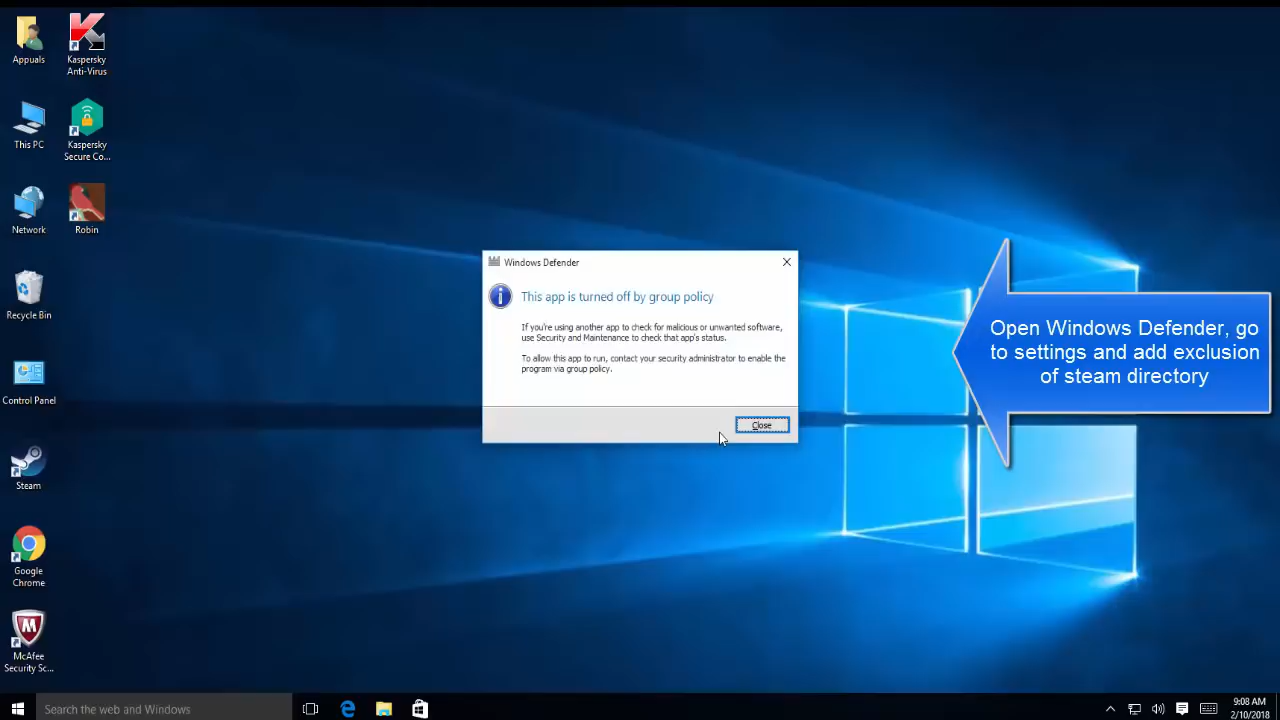 Appuals
Kaspersky
Anti-Virus
This PC
Kaspersky
Secure Co...
Network
Robin
Recycle Bin
Control Panel
Steam
Google
Chrome
McAfee
Security Sc...
Windows Defender
This app is turned off by group policy
If you're using another app to check for malicious or unwanted software,
use Security and Maintenance to check that app's status.
To allow this app to run, contact your security administrator to enable the
program via group policy.
Close
Open Windows Defender, go
to settings and add exclusion
of steam directory
Search the web and Windows
9:08 AM
2/10/2018